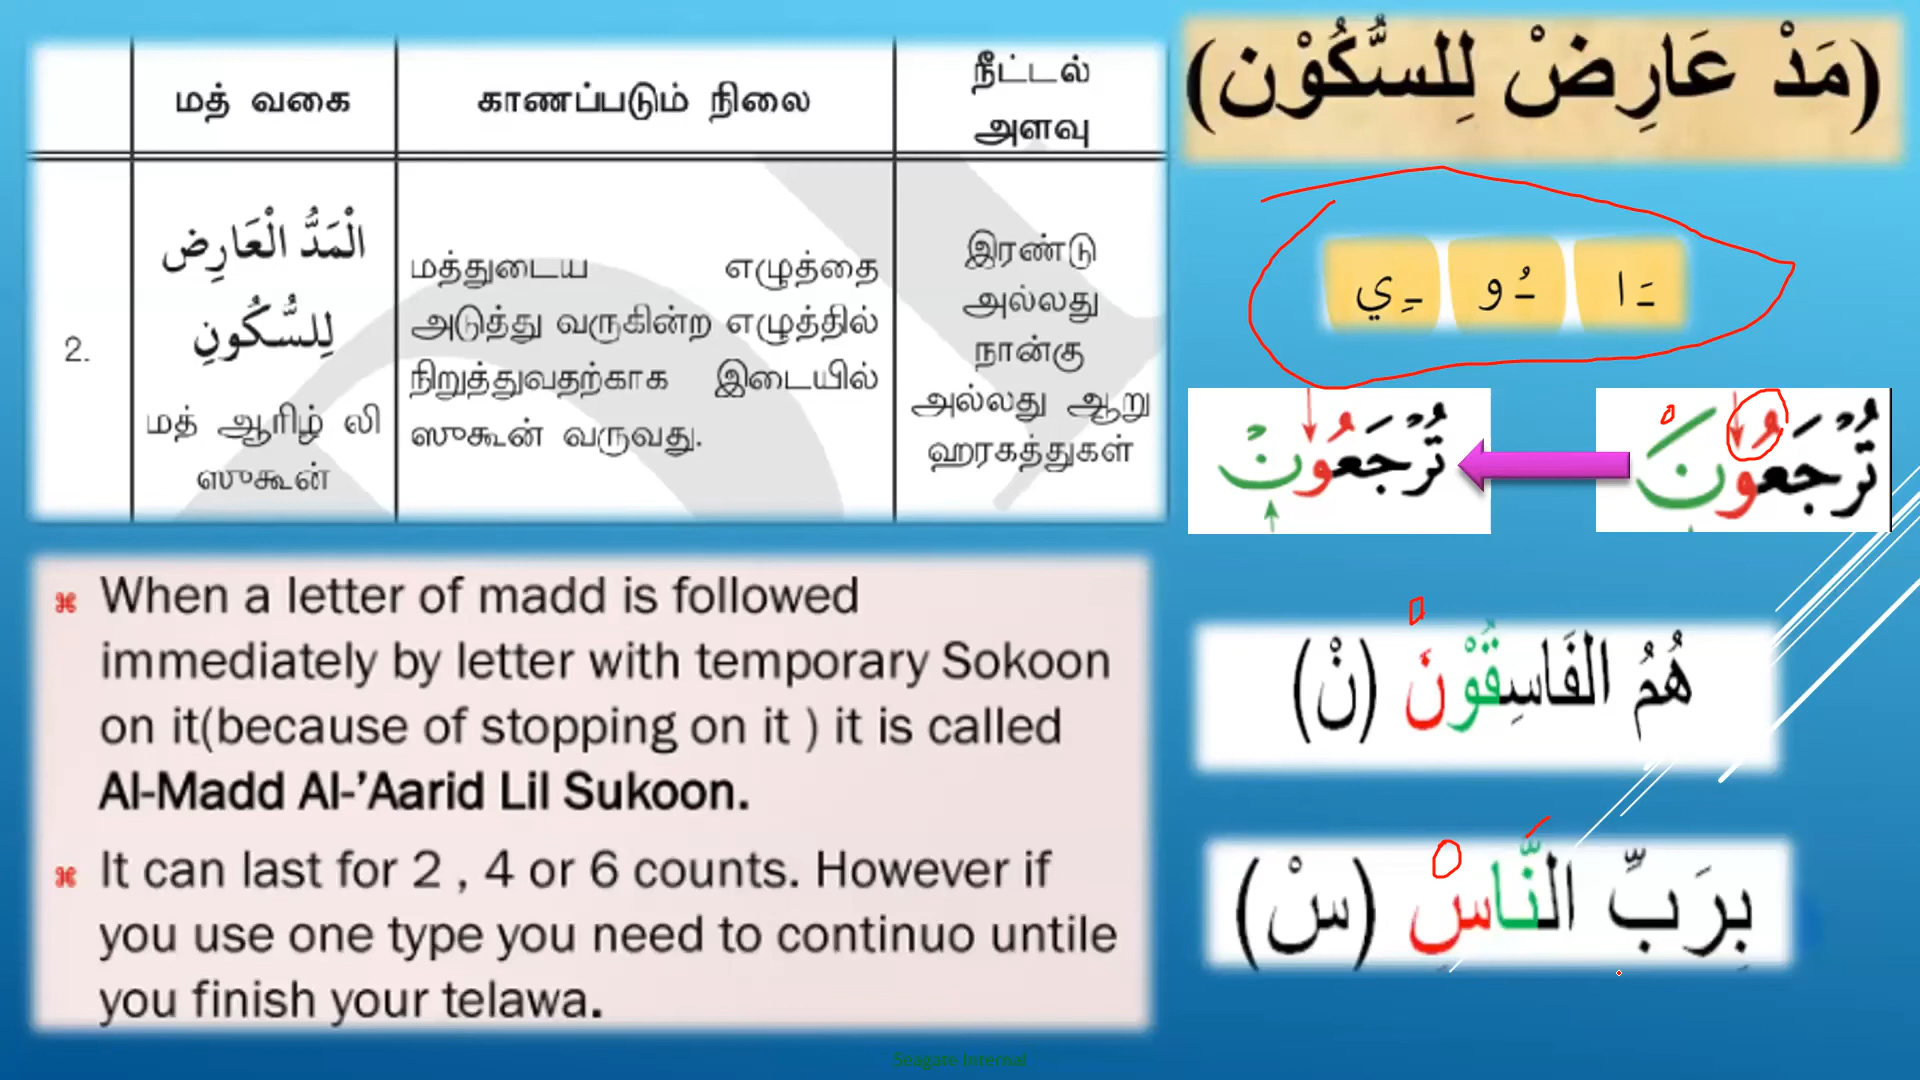 மத் வகை
காணப்படும் நிலை
நீட்டல்
அளவு
2.
الْمَدُّ الْعَارِض
لِلسُّكُونِ
மத் ஆரிழ் லி
ஸுகூன்
மத்துடைய எழுத்தை
அடுத்து வருகின்ற எழுத்தில்
நிறுத்துவதற்காக இடையில்
ஸுகூன் வருவது.
இரண்டு
அல்லது
நான்கு
அல்லது ஆறு
ஹரகத்துகள்
⌘ When a letter of madd is followed
immediately by letter with temporary Sokoon
on it(because of stopping on it ) it is called
Al-Madd Al-’Aarid Lil Sukoon.
⌘ It can last for 2 , 4 or 6 counts. However if
you use one type you need to continuo untile
you finish your telawa.
(مَدْ عَارِضْ لِلسُّكُوْن)
ـَ ا ـُ و ـِ ي
تُرْجَعُونَ
تُرْجَعُونْ
هُمُ الْفَاسِقُوْنَ (نْ)
بِرَبِّ النَّاسِ (سْ)
Seagate Internal